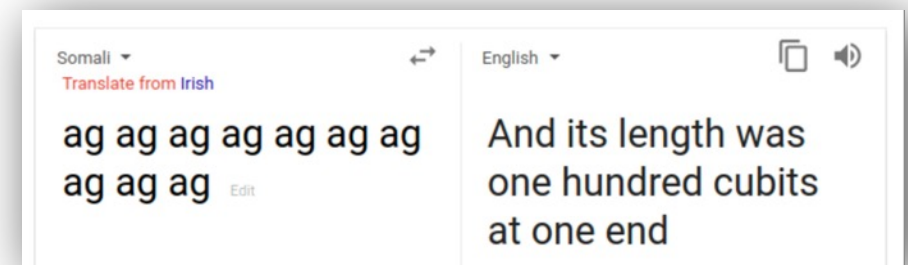 Somali
English
Translate from Irish
ag ag ag ag ag ag ag
ag ag ag Edit
And its length was
one hundred cubits
at one end